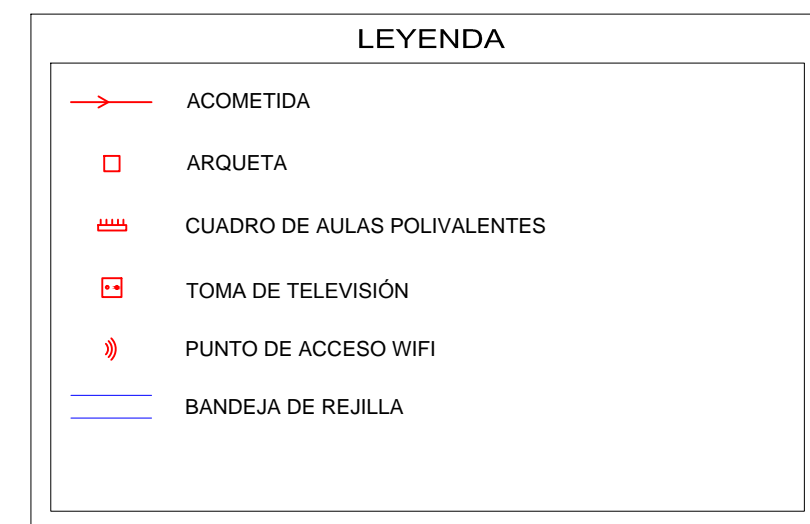 LEYENDA
ACOMETIDA
ARQUETA
CUADRO DE AULAS POLIVALENTES
TOMA DE TELEVISIÓN
PUNTO DE ACCESO WIFI
BANDEJA DE REJILLA